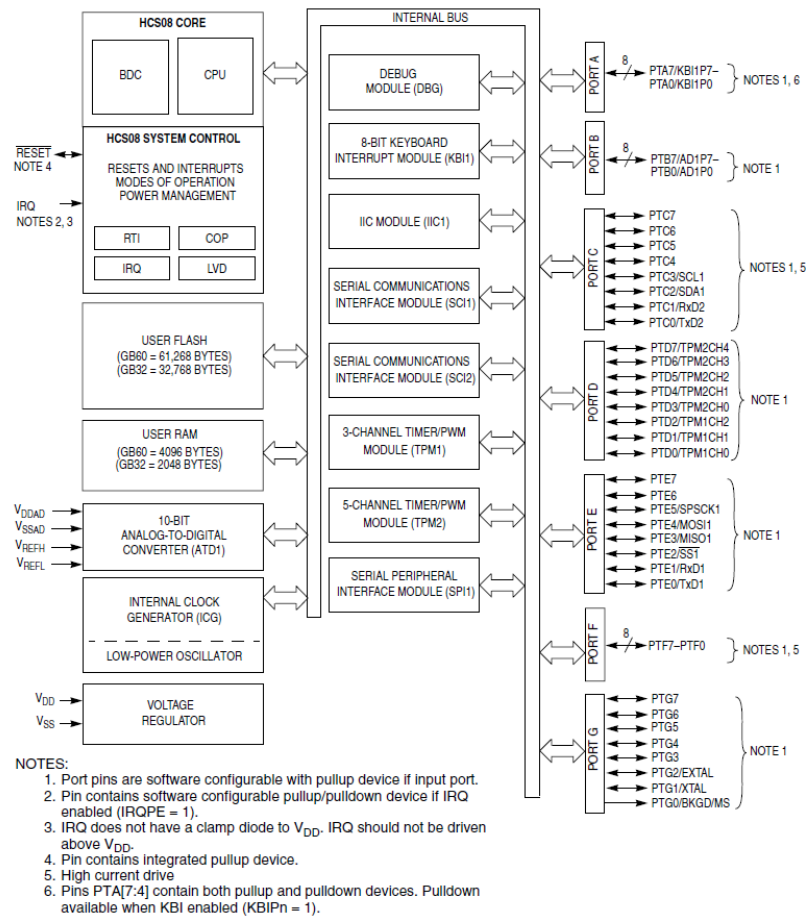 HCS08 CORE
BDC
CPU
HCS08 SYSTEM CONTROL
RESETS AND INTERRUPTS
MODES OF OPERATION
POWER MANAGEMENT
RTI
COP
IRQ
LVD
RESET
NOTE 4
IRQ
NOTES 2, 3
USER FLASH
(GB60 = 61,268 BYTES)
(GB32 = 32,768 BYTES)
USER RAM
(GB60 = 4096 BYTES)
(GB32 = 2048 BYTES)
VDDAD
VSSAD
VREFH
VREFL
10-BIT
ANALOG-TO-DIGITAL
CONVERTER (ATD1)
INTERNAL CLOCK
GENERATOR (ICG)
LOW-POWER OSCILLATOR
VDD
VSS
VOLTAGE
REGULATOR
INTERNAL BUS
DEBUG
MODULE (DBG)
8-BIT KEYBOARD
INTERRUPT MODULE (KBI1)
IIC MODULE (IIC1)
SERIAL COMMUNICATIONS
INTERFACE MODULE (SCI1)
SERIAL COMMUNICATIONS
INTERFACE MODULE (SCI2)
3-CHANNEL TIMER/PWM
MODULE (TPM1)
5-CHANNEL TIMER/PWM
MODULE (TPM2)
SERIAL PERIPHERAL
INTERFACE MODULE (SPI1)
PORT A
8
PTA7/KBI1P7–
PTA0/KBI1P0
NOTES 1, 6
PORT B
8
PTB7/AD1P7–
PTB0/AD1P0
NOTE 1
PORT C
PTC7
PTC6
PTC5
PTC4
PTC3/SCL1
PTC2/SDA1
PTC1/RxD2
PTC0/TxD2
NOTES 1, 5
PORT D
PTD7/TPM2CH4
PTD6/TPM2CH3
PTD5/TPM2CH2
PTD4/TPM2CH1
PTD3/TPM2CH0
PTD2/TPM1CH2
PTD1/TPM1CH1
PTD0/TPM1CH0
NOTE 1
PORT E
PTE7
PTE6
PTE5/SPSCK1
PTE4/MOSI1
PTE3/MISO1
PTE2/SS1
PTE1/RxD1
PTE0/TxD1
NOTE 1
PORT F
8
PTF7–PTF0
NOTES 1, 5
PORT G
PTG7
PTG6
PTG5
PTG4
PTG3
PTG2/EXTAL
PTG1/XTAL
PTG0/BKGD/MS
NOTE 1
NOTES:
1. Port pins are software configurable with pullup device if input port.
2. Pin contains software configurable pullup/pulldown device if IRQ
enabled (IRQPE = 1).
3. IRQ does not have a clamp diode to VDD. IRQ should not be driven
above VDD.
4. Pin contains integrated pullup device.
5. High current drive
6. Pins PTA[7:4] contain both pullup and pulldown devices. Pulldown
available when KBI enabled (KBIPn = 1).